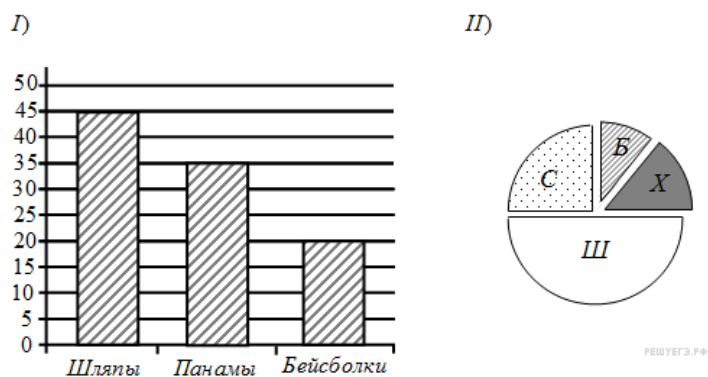 I)
II)
50
45
40
35
30
25
20
15
10
5
0
Шляпы Панамы Бейсболки
С
Б
Х
Ш
РЕШУЕГЭ.РФ